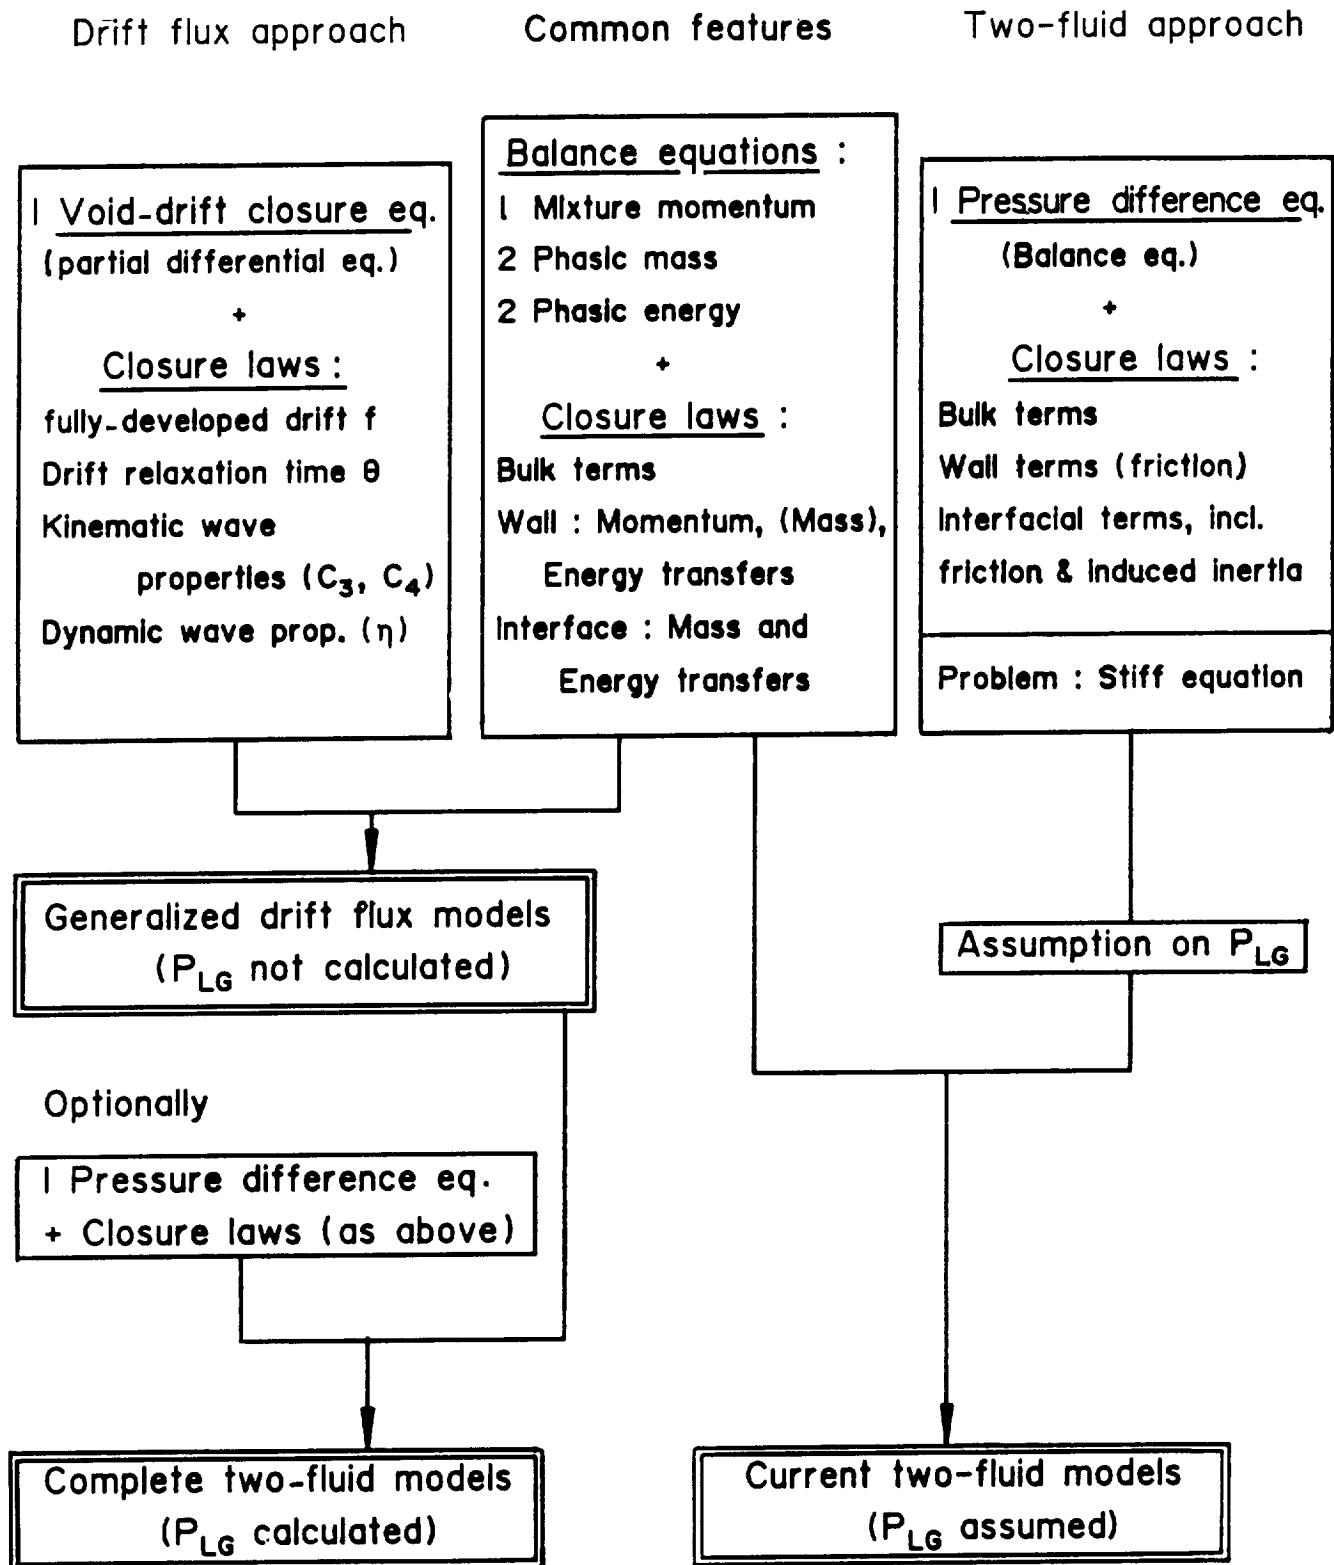 Drift flux approach
Common features
Two-fluid approach
1 Void-drift closure eq.
(partial differential eq.)
+
Closure laws :
fully-developed drift f
Drift relaxation time θ
Kinematic wave
properties (C₃, C₄)
Dynamic wave prop. (η)
Balance equations :
1 Mixture momentum
2 Phasic mass
2 Phasic energy
+
Closure laws :
Bulk terms
Wall : Momentum, (Mass),
Energy transfers
Interface : Mass and
Energy transfers
1 Pressure difference eq.
(Balance eq.)
+
Closure laws :
Bulk terms
Wall terms (friction)
Interfacial terms, incl.
friction & induced inertia
Problem : Stiff equation
Generalized drift flux models
(P_LG not calculated)
Assumption on P_LG
Optionally
1 Pressure difference eq.
+ Closure laws (as above)
Complete two-fluid models
(P_LG calculated)
Current two-fluid models
(P_LG assumed)